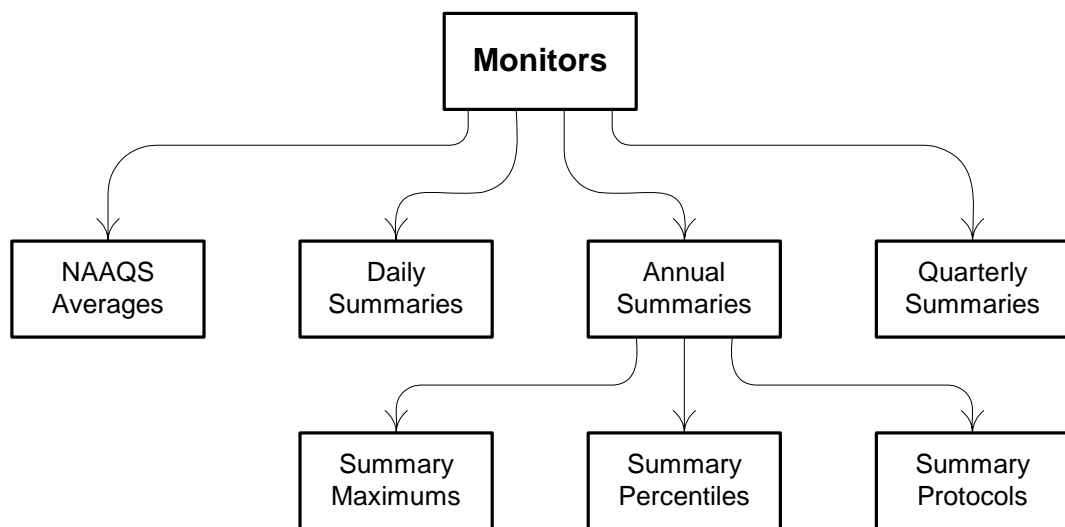 Monitors
NAAQS
Averages
Daily
Summaries
Annual
Summaries
Quarterly
Summaries
Summary
Maximums
Summary
Percentiles
Summary
Protocols